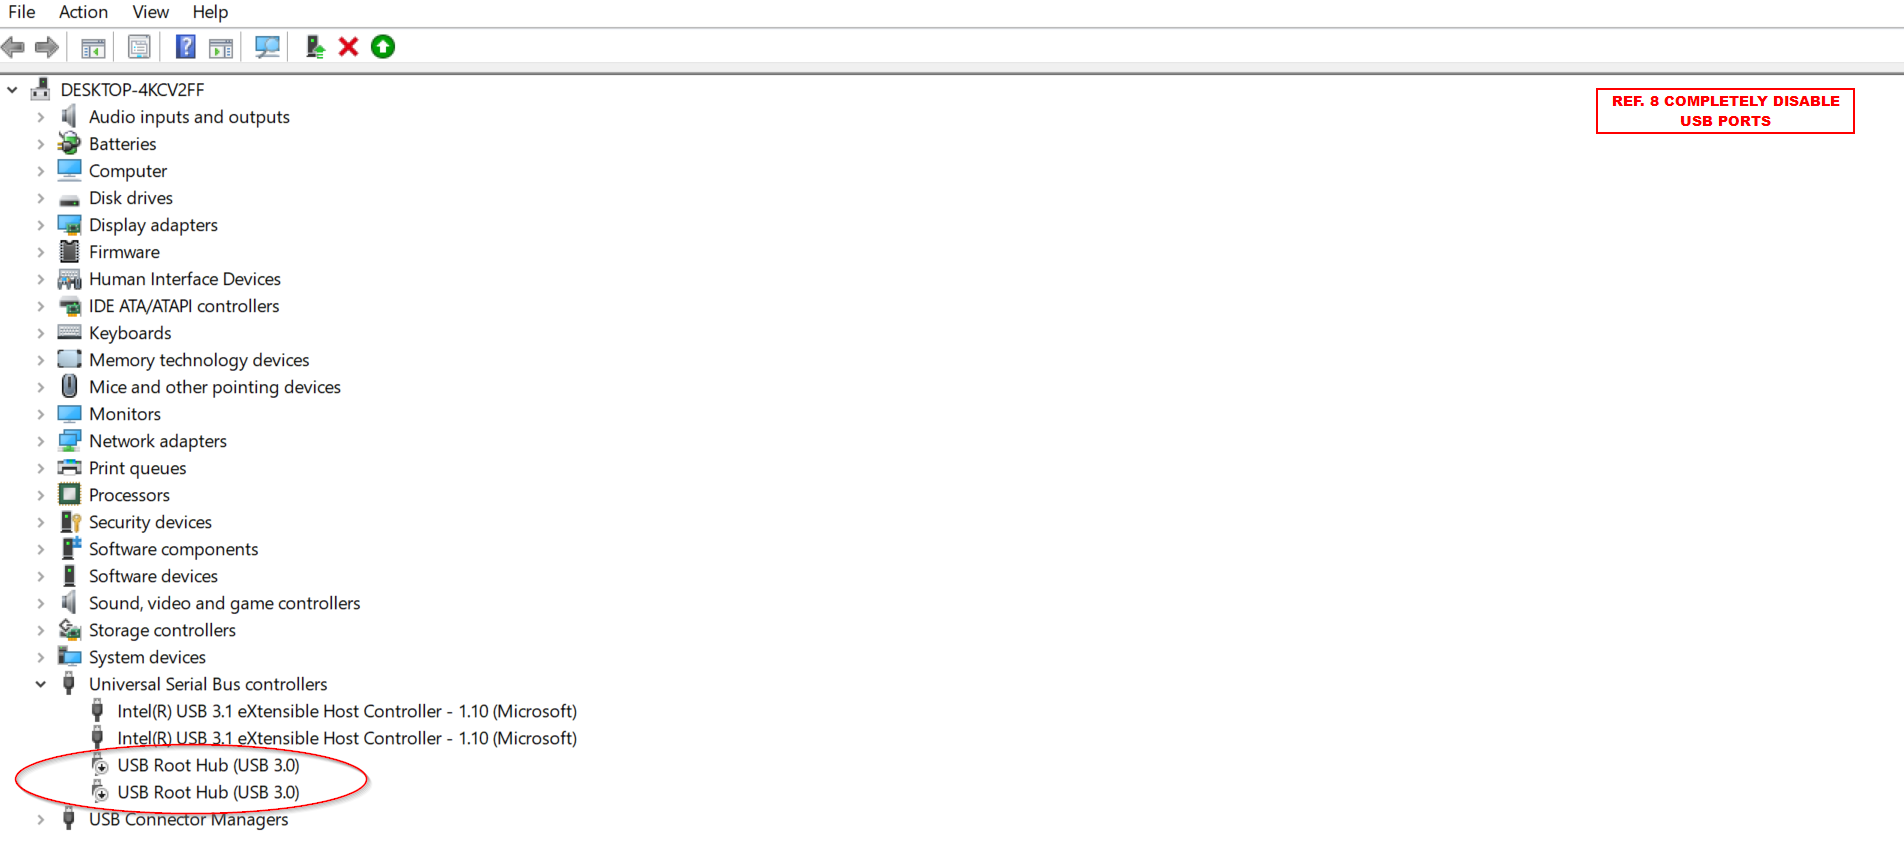 File Action View Help
DESKTOP-4KCV2FF
REF. 8 COMPLETELY DISABLE
USB PORTS
Audio inputs and outputs
Batteries
Computer
Disk drives
Display adapters
Firmware
Human Interface Devices
IDE ATA/ATAPI controllers
Keyboards
Memory technology devices
Mice and other pointing devices
Monitors
Network adapters
Print queues
Processors
Security devices
Software components
Software devices
Sound, video and game controllers
Storage controllers
System devices
Universal Serial Bus controllers
Intel(R) USB 3.1 eXtensible Host Controller - 1.10 (Microsoft)
Intel(R) USB 3.1 eXtensible Host Controller - 1.10 (Microsoft)
USB Root Hub (USB 3.0)
USB Root Hub (USB 3.0)
USB Connector Managers